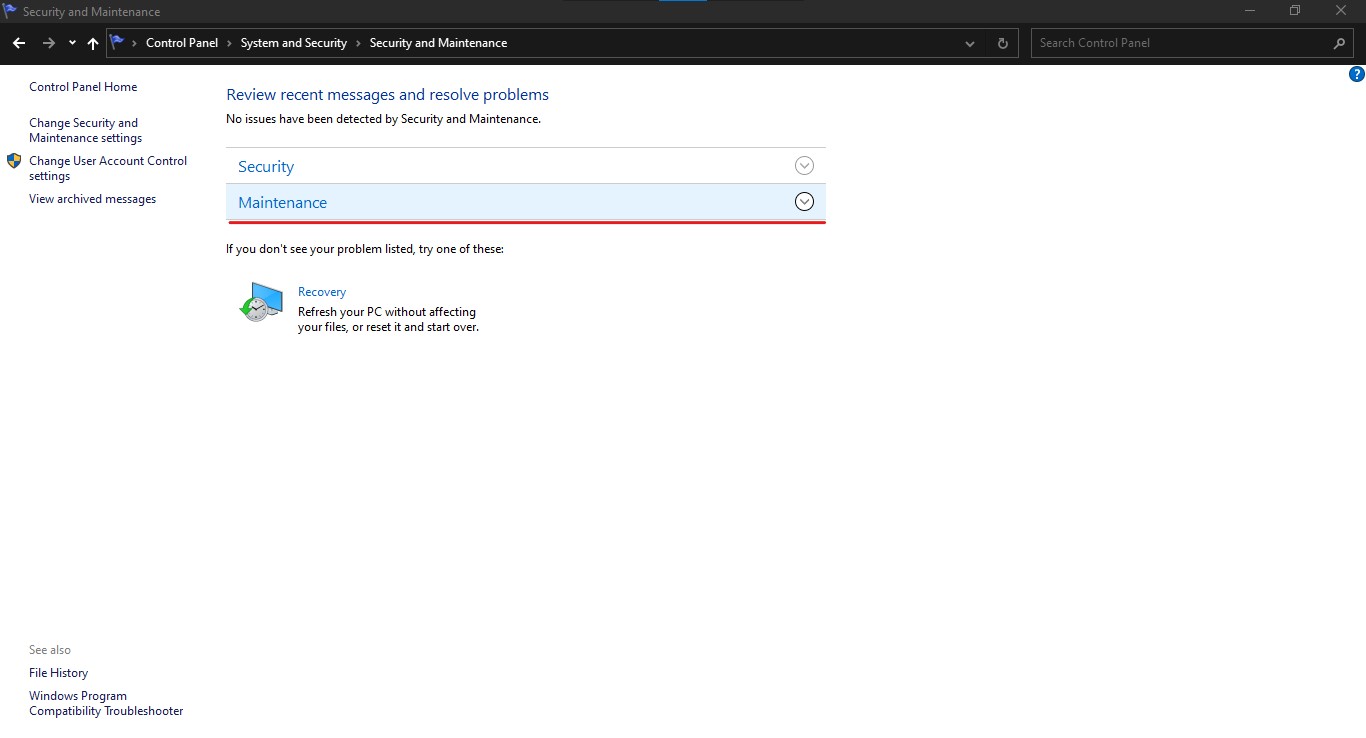 Security and Maintenance
Control Panel > System and Security > Security and Maintenance
Search Control Panel
?
Control Panel Home
Change Security and
Maintenance settings
Change User Account Control
settings
View archived messages
Review recent messages and resolve problems
No issues have been detected by Security and Maintenance.
Security
Maintenance
If you don't see your problem listed, try one of these:
Recovery
Refresh your PC without affecting
your files, or reset it and start over.
See also
File History
Windows Program
Compatibility Troubleshooter